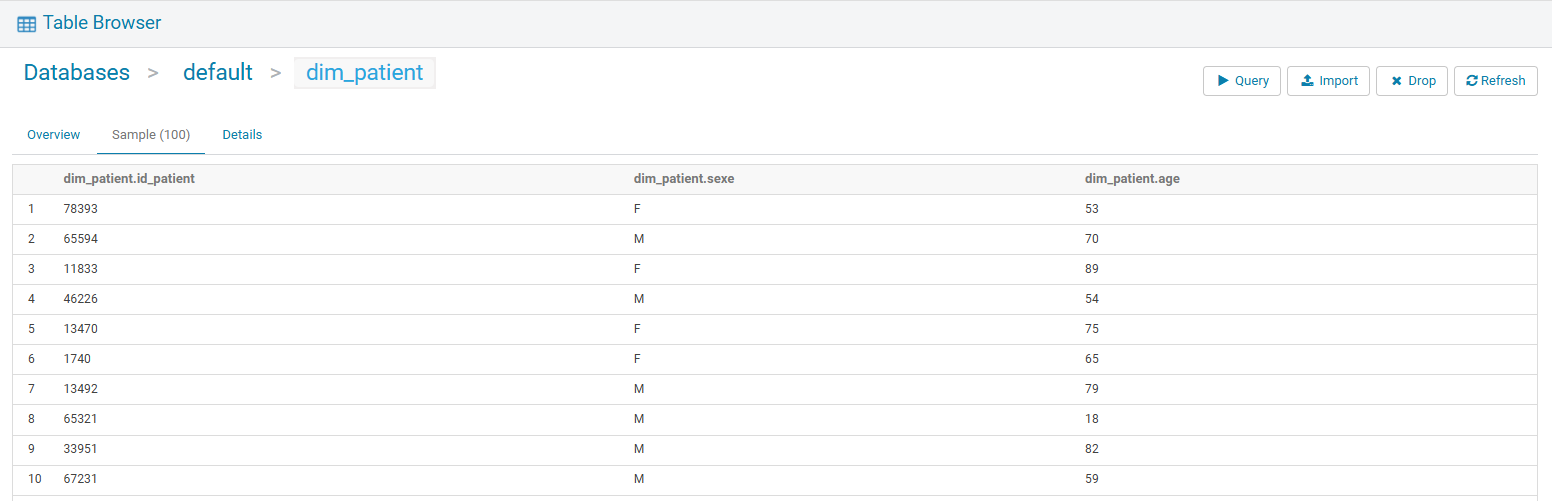 Table Browser
Databases > default > dim_patient
Query Import Drop Refresh
Overview Sample (100) Details
dim_patient.id_patient dim_patient.sexe dim_patient.age
1 78393 F 53
2 65594 M 70
3 11833 F 89
4 46226 M 54
5 13470 F 75
6 1740 F 65
7 13492 M 79
8 65321 M 18
9 33951 M 82
10 67231 M 59